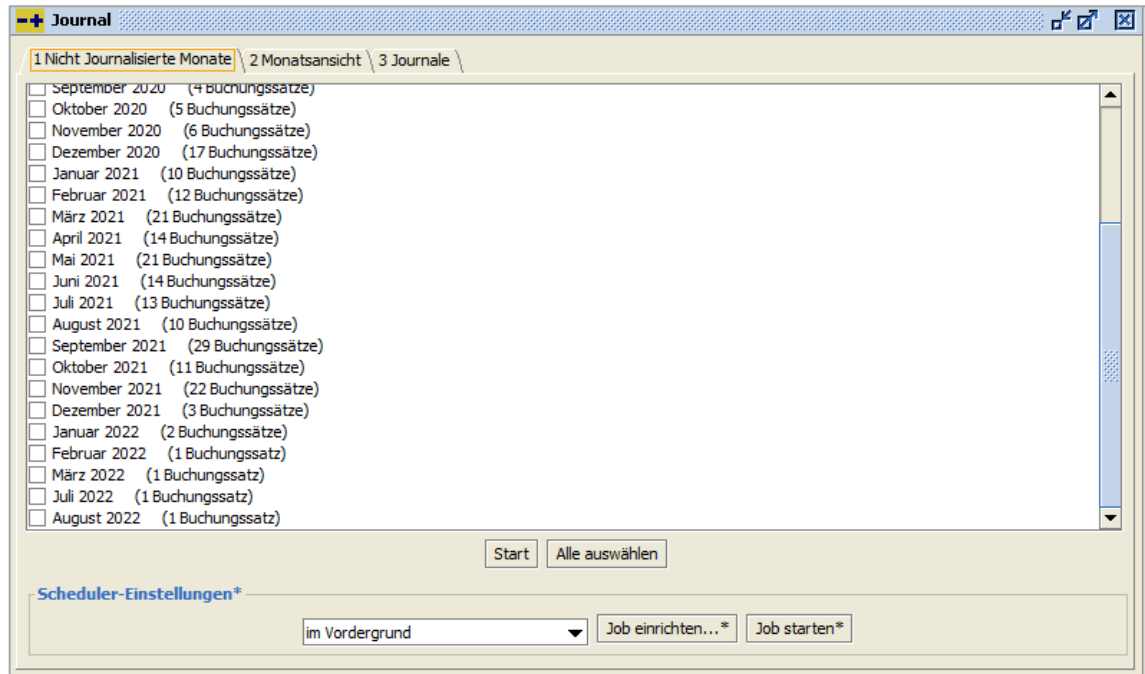 Journal
1 Nicht Journalisierte Monate 2 Monatsansicht 3 Journale
September 2020 (4 Buchungssätze)
Oktober 2020 (5 Buchungssätze)
November 2020 (6 Buchungssätze)
Dezember 2020 (17 Buchungssätze)
Januar 2021 (10 Buchungssätze)
Februar 2021 (12 Buchungssätze)
März 2021 (21 Buchungssätze)
April 2021 (14 Buchungssätze)
Mai 2021 (21 Buchungssätze)
Juni 2021 (14 Buchungssätze)
Juli 2021 (13 Buchungssätze)
August 2021 (10 Buchungssätze)
September 2021 (29 Buchungssätze)
Oktober 2021 (11 Buchungssätze)
November 2021 (22 Buchungssätze)
Dezember 2021 (3 Buchungssätze)
Januar 2022 (2 Buchungssätze)
Februar 2022 (1 Buchungssatz)
März 2022 (1 Buchungssatz)
Juli 2022 (1 Buchungssatz)
August 2022 (1 Buchungssatz)
Start Alle auswählen
Scheduler-Einstellungen*
im Vordergrund Job einrichten...* Job starten*